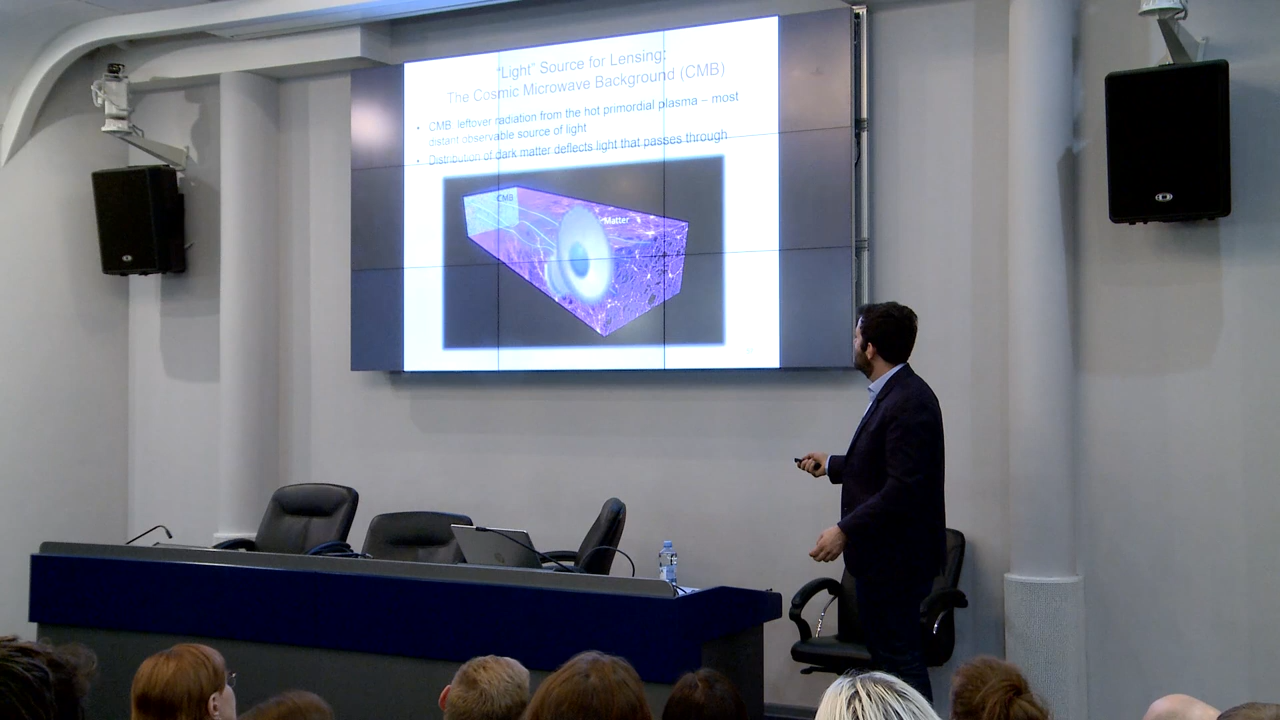 "Light" Source for Lensing:
The Cosmic Microwave Background (CMB)
• CMB: leftover radiation from the hot primordial plasma – most
distant observable source of light
• Distribution of dark matter deflects light that passes through
CMB
Matter